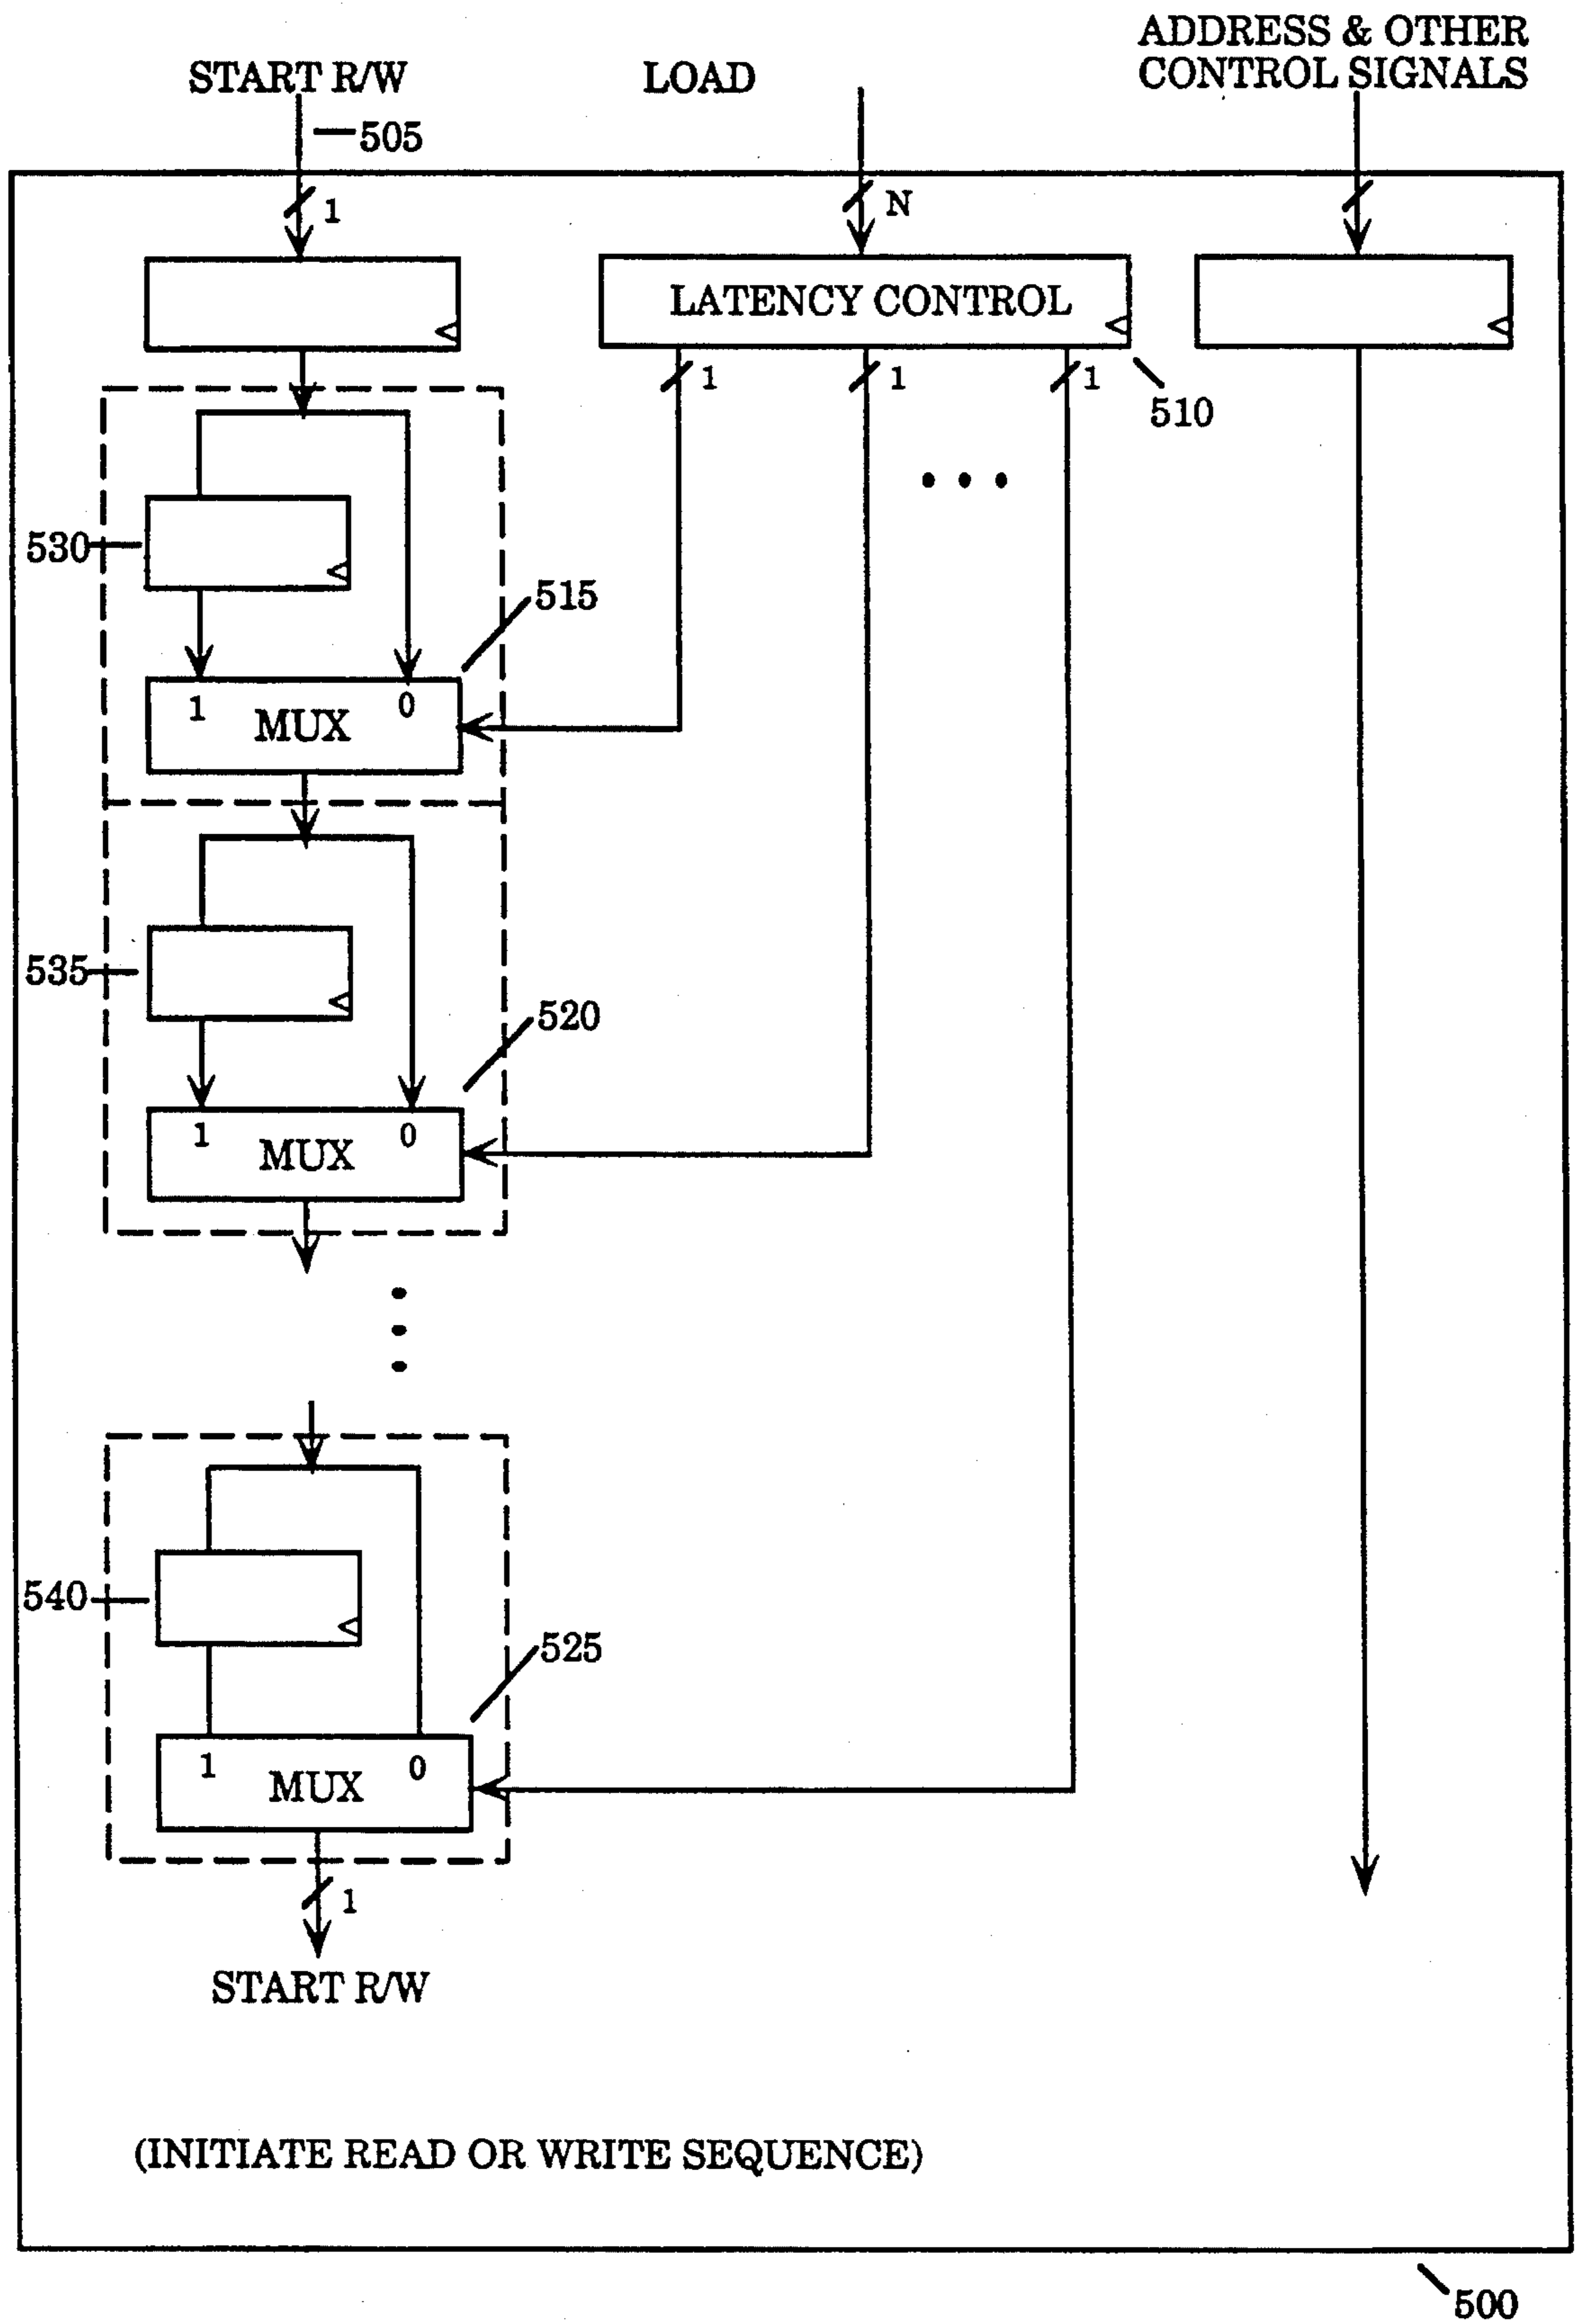 START R/W
LOAD
ADDRESS & OTHER
CONTROL SIGNALS
505
1
N
LATENCY CONTROL
1
1
1
510
530
515
1
0
MUX
535
520
1
0
MUX
540
525
1
0
MUX
1
START R/W
(INITIATE READ OR WRITE SEQUENCE)
500